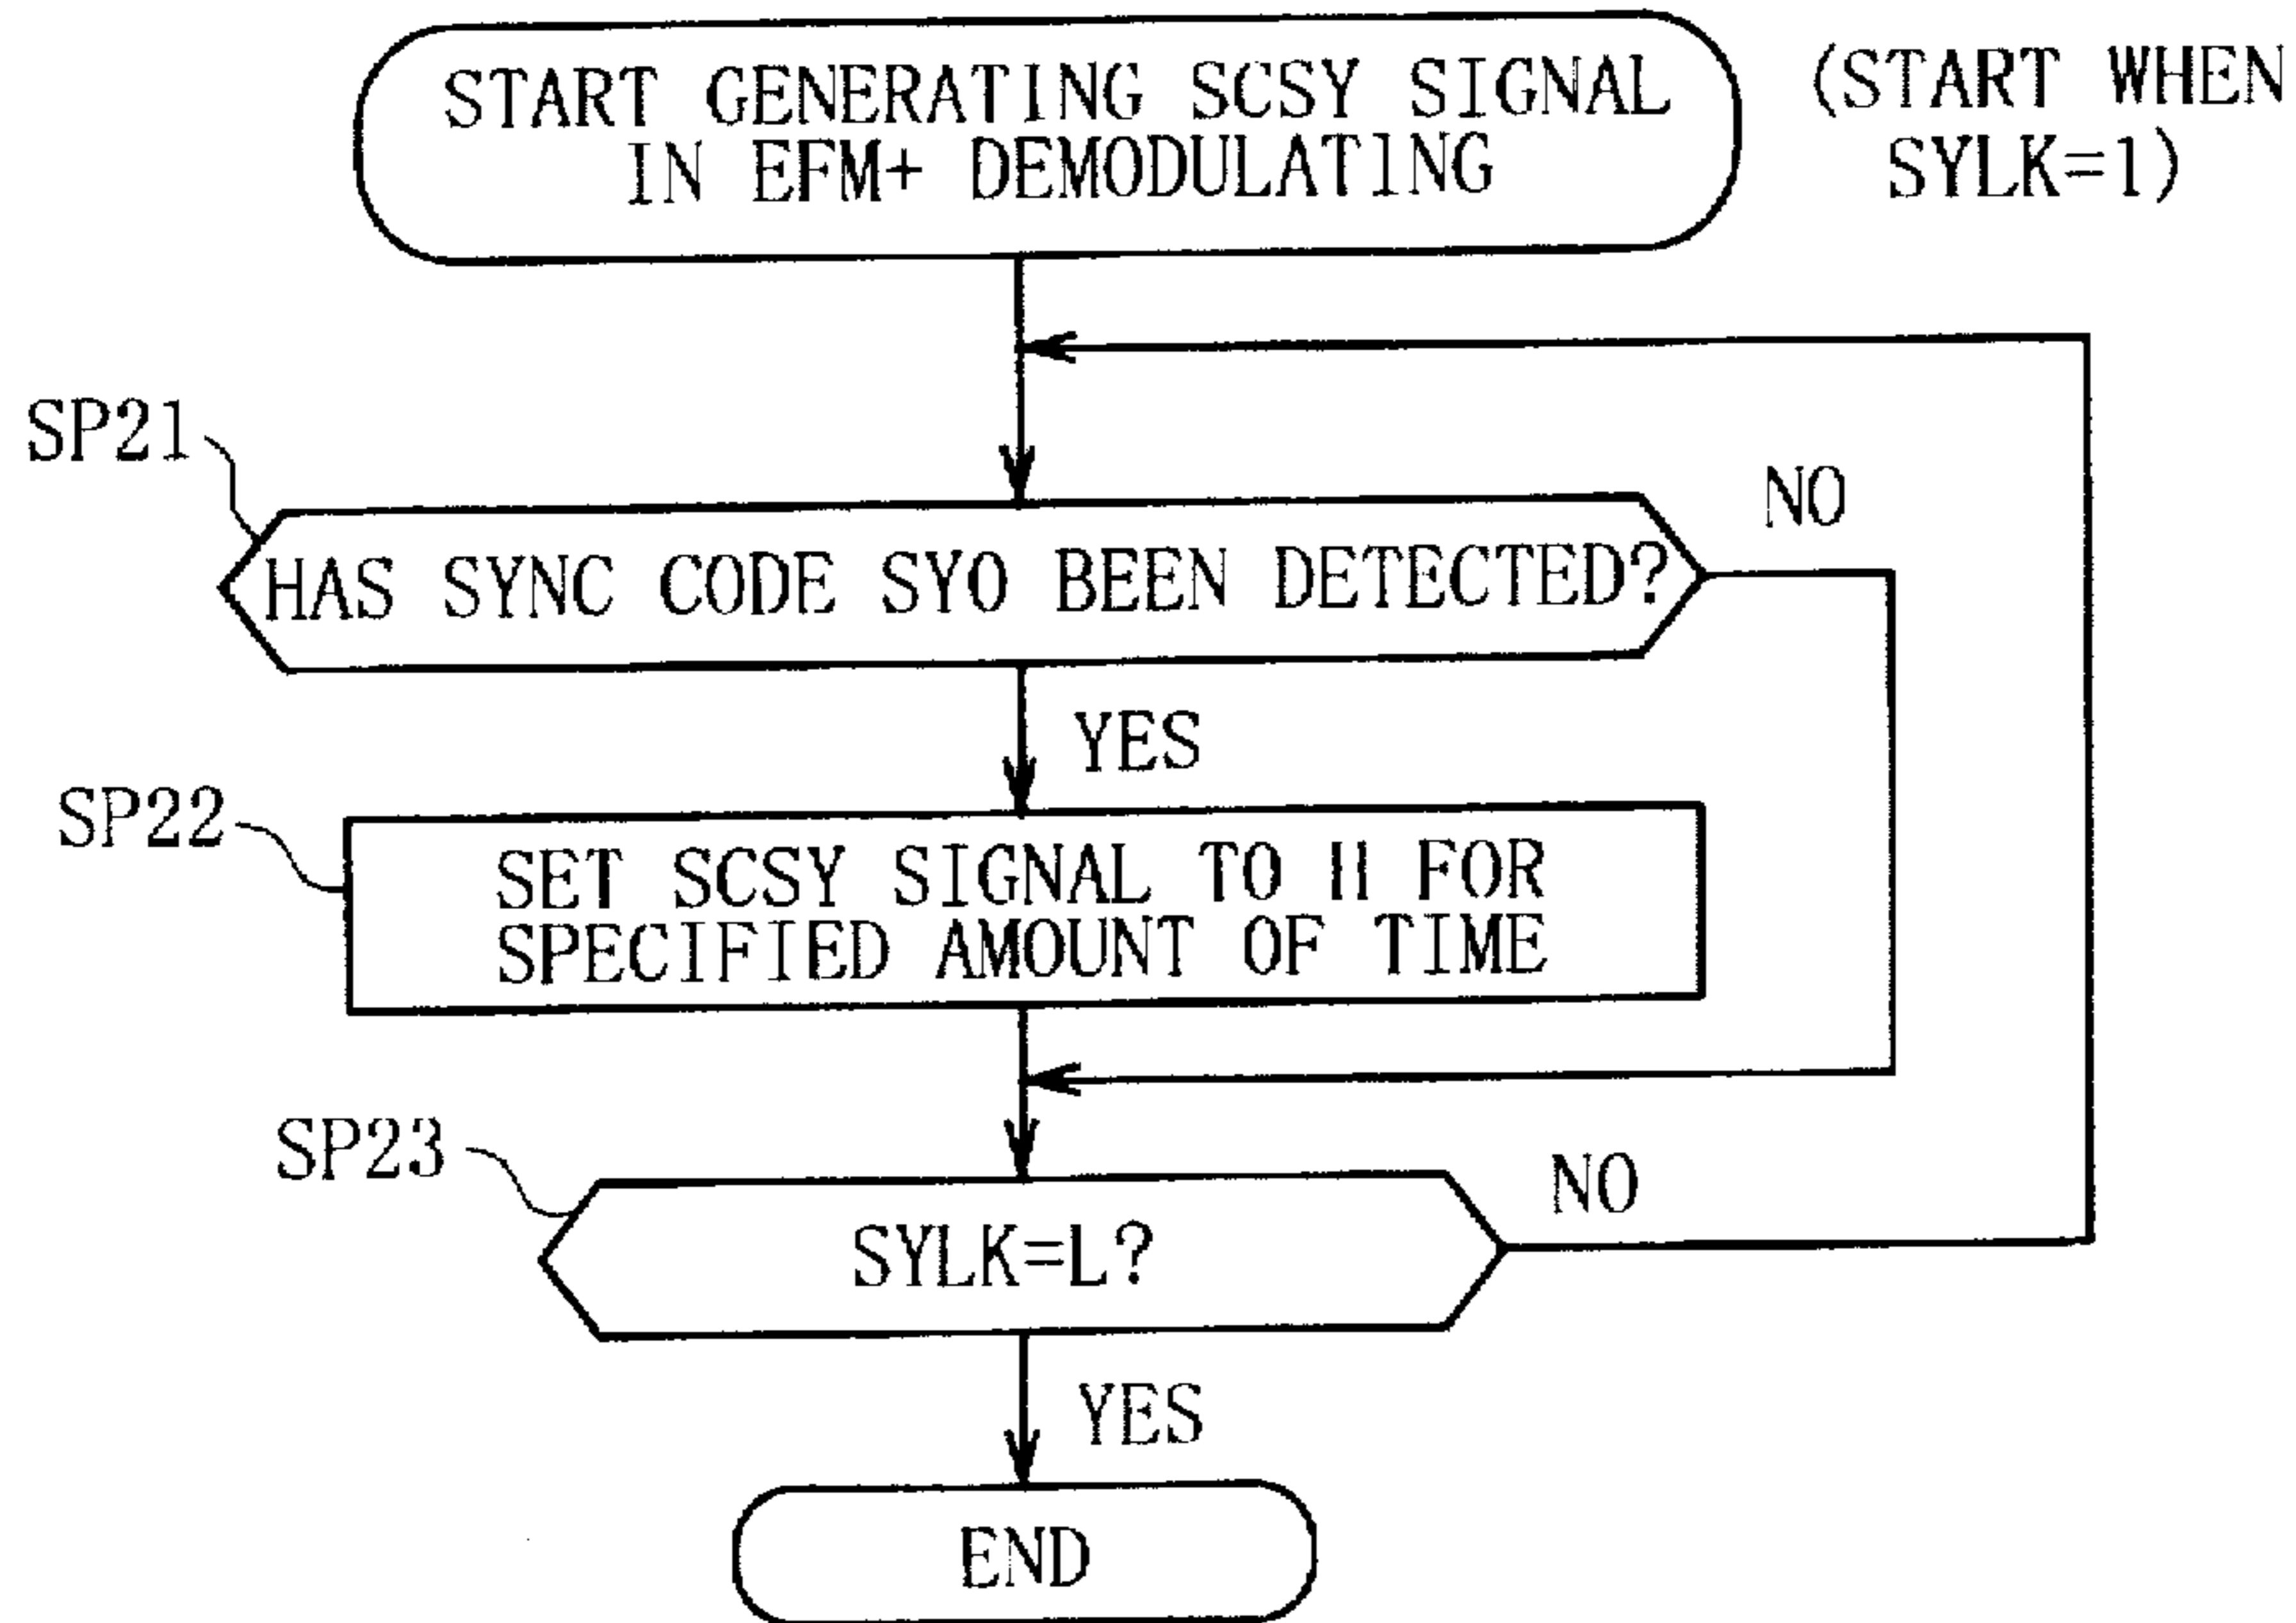 START GENERATING SCSY SIGNAL
IN EFM+ DEMODULATING
(START WHEN
SYLK=1)
SP21
HAS SYNC CODE SY0 BEEN DETECTED?
NO
YES
SP22
SET SCSY SIGNAL TO H FOR
SPECIFIED AMOUNT OF TIME
SP23
SYLK=L?
NO
YES
END